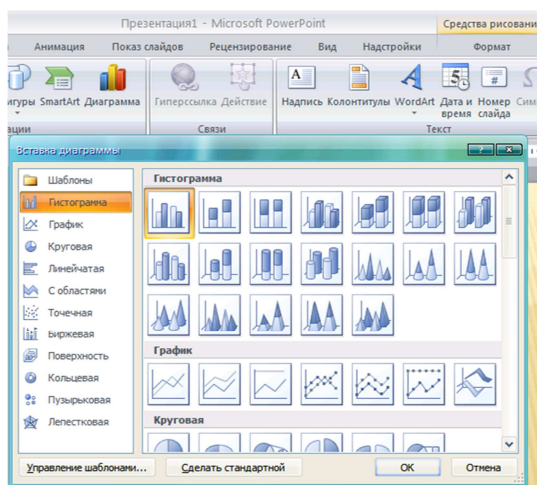 Презентация1 - Microsoft PowerPoint
Средства рисовани
Анимация Показ слайдов Рецензирование Вид Надстройки Формат
игуры SmartArt Диаграмма Гиперссылка Действие Надпись Колонтитулы WordArt Дата и время Номер слайда Сим
ции Связи Текст
Вставка диаграммы
Шаблоны
Гистограмма
График
Круговая
Линейчатая
С областями
Точечная
Биржевая
Поверхность
Кольцевая
Пузырьковая
Лепестковая
Гистограмма
График
Круговая
Управление шаблонами... Сделать стандартной ОК Отмена